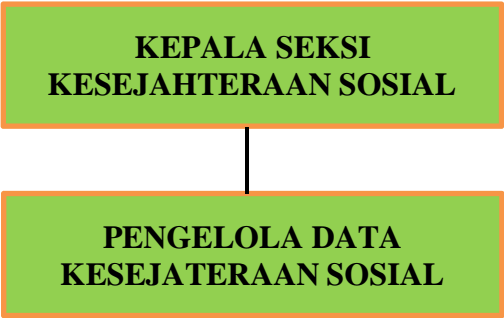 KEPALA SEKSI
KESEJAHTERAAN SOSIAL
PENGELOLA DATA
KESEJATERAAN SOSIAL